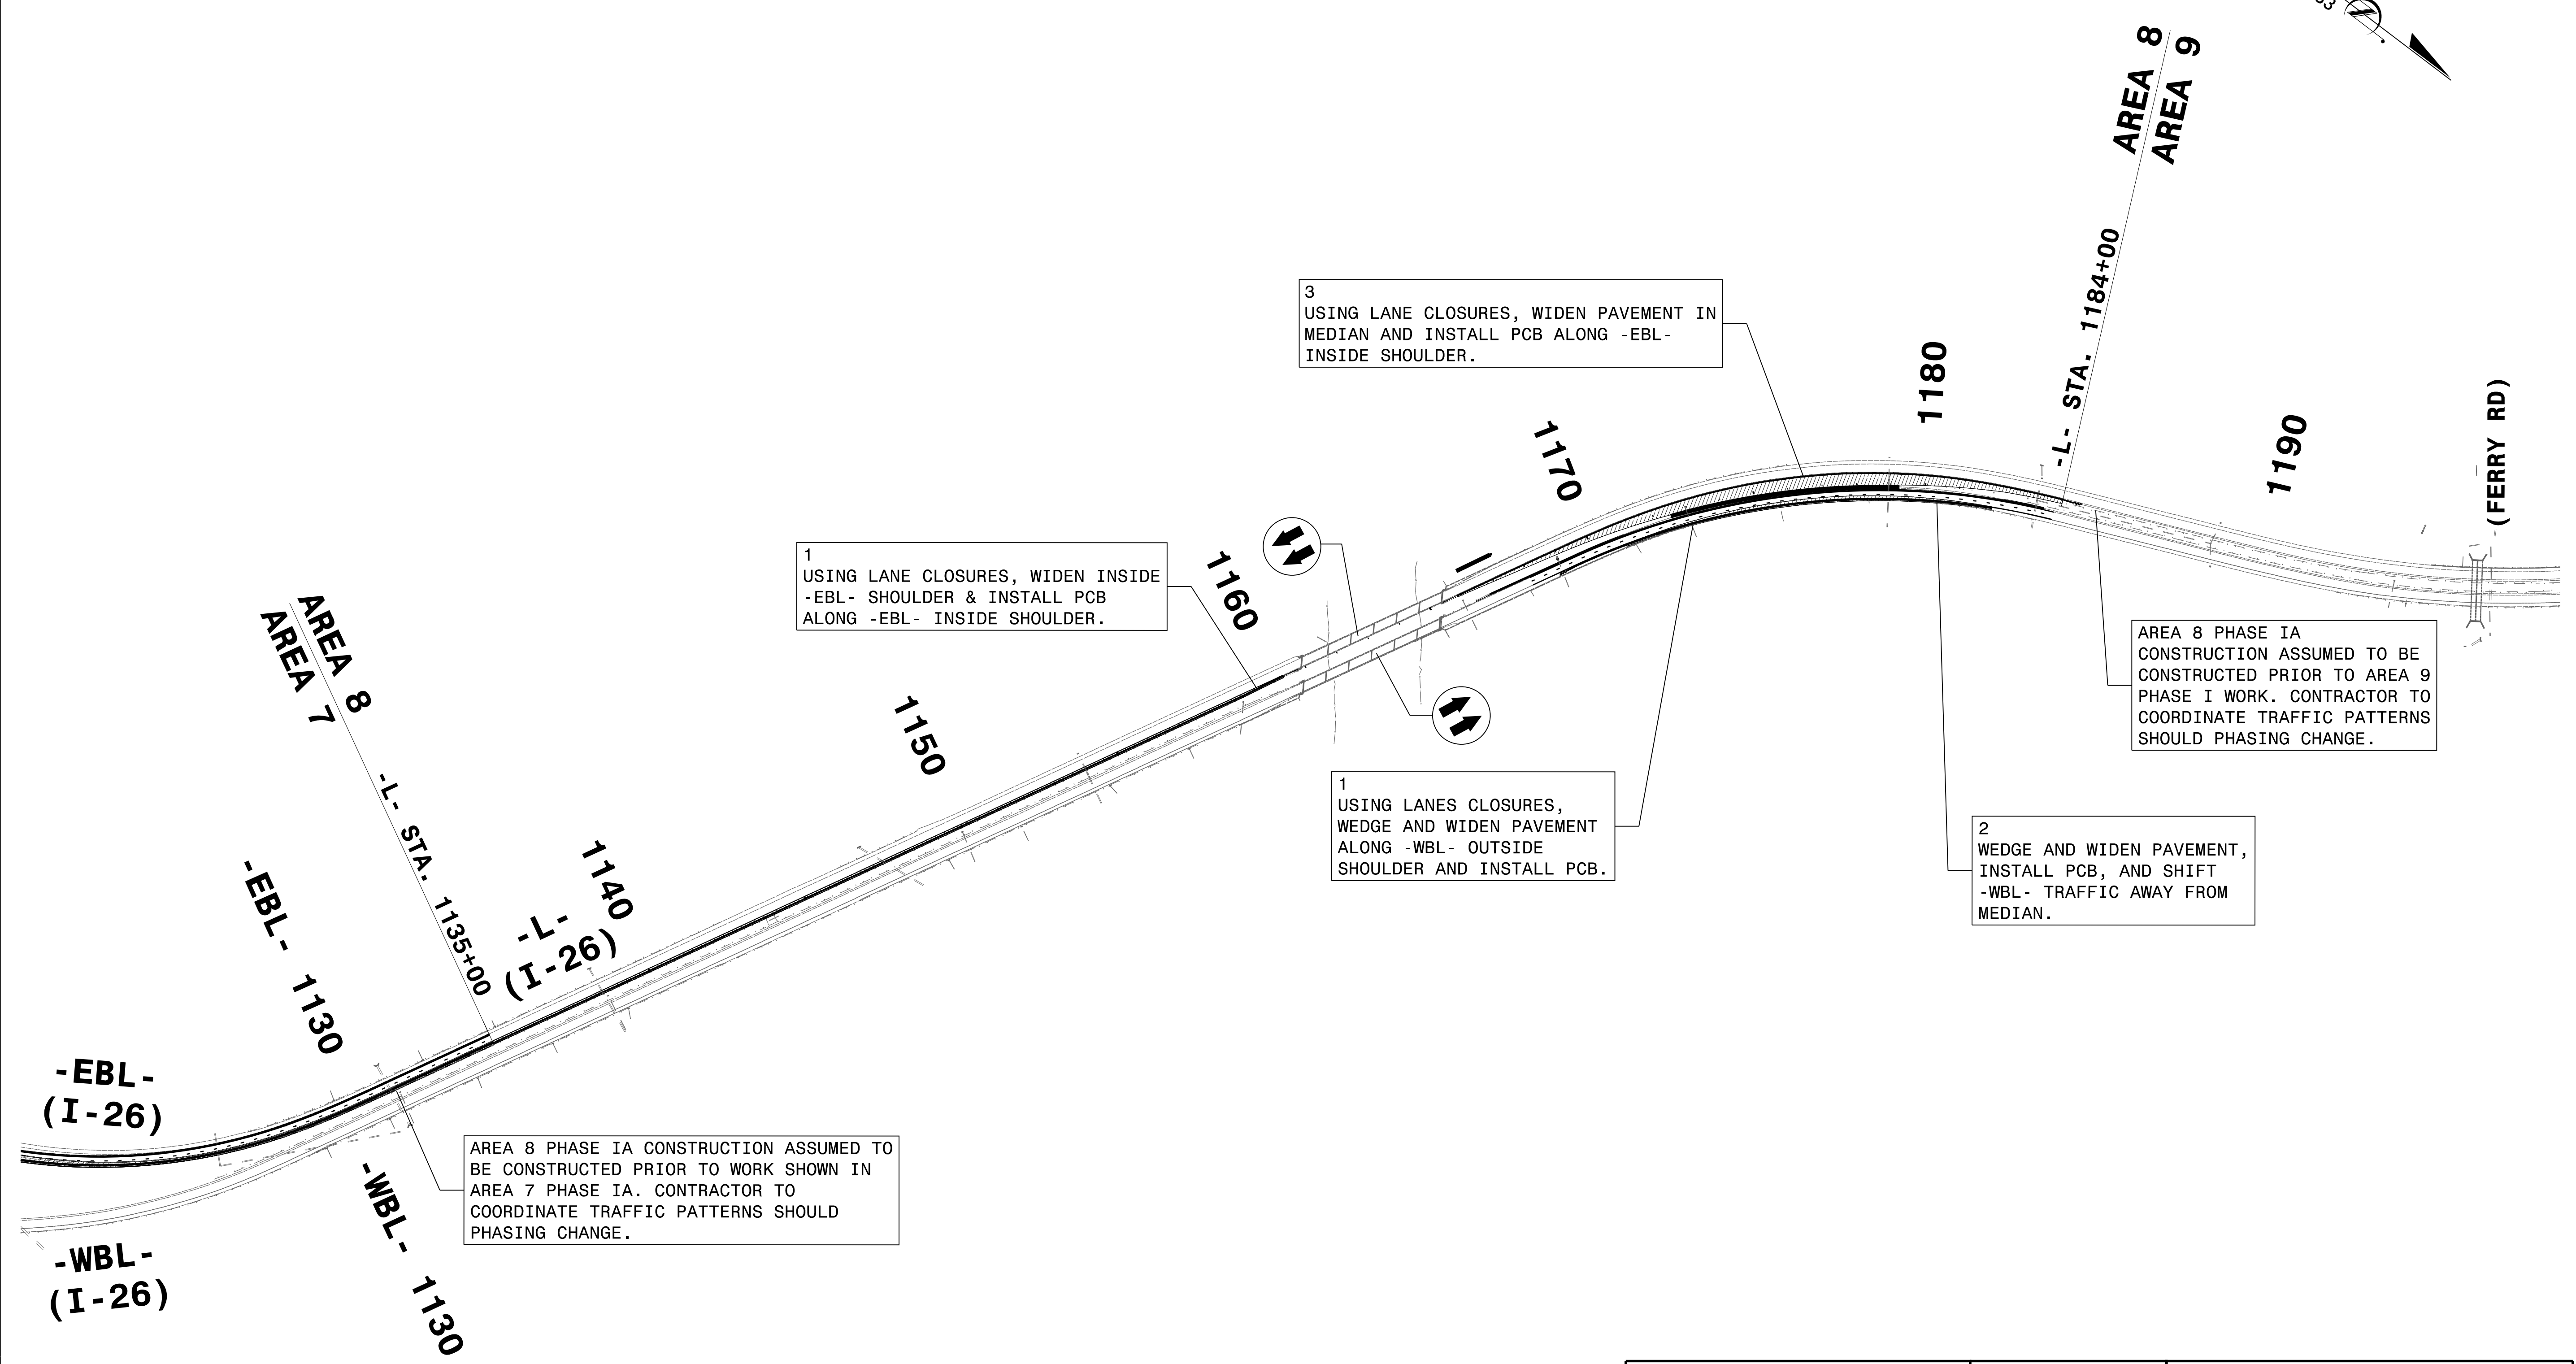 AREA 8
AREA 9
-L- STA. 1184+00
3
USING LANE CLOSURES, WIDEN PAVEMENT IN
MEDIAN AND INSTALL PCB ALONG -EBL-
INSIDE SHOULDER.
1180
1170
1190
(FERRY RD)
1
USING LANE CLOSURES, WIDEN INSIDE
-EBL- SHOULDER & INSTALL PCB
ALONG -EBL- INSIDE SHOULDER.
1160
AREA 8
AREA 7
-L- STA. 1135+00
1150
AREA 8 PHASE IA
CONSTRUCTION ASSUMED TO BE
CONSTRUCTED PRIOR TO AREA 9
PHASE I WORK. CONTRACTOR TO
COORDINATE TRAFFIC PATTERNS
SHOULD PHASING CHANGE.
1
USING LANES CLOSURES,
WEDGE AND WIDEN PAVEMENT
ALONG -WBL- OUTSIDE
SHOULDER AND INSTALL PCB.
2
WEDGE AND WIDEN PAVEMENT,
INSTALL PCB, AND SHIFT
-WBL- TRAFFIC AWAY FROM
MEDIAN.
1140
-L-
(I-26)
-EBL- 1130
-EBL-
(I-26)
AREA 8 PHASE IA CONSTRUCTION ASSUMED TO
BE CONSTRUCTED PRIOR TO WORK SHOWN IN
AREA 7 PHASE IA. CONTRACTOR TO
COORDINATE TRAFFIC PATTERNS SHOULD
PHASING CHANGE.
-WBL- 1130
-WBL-
(I-26)